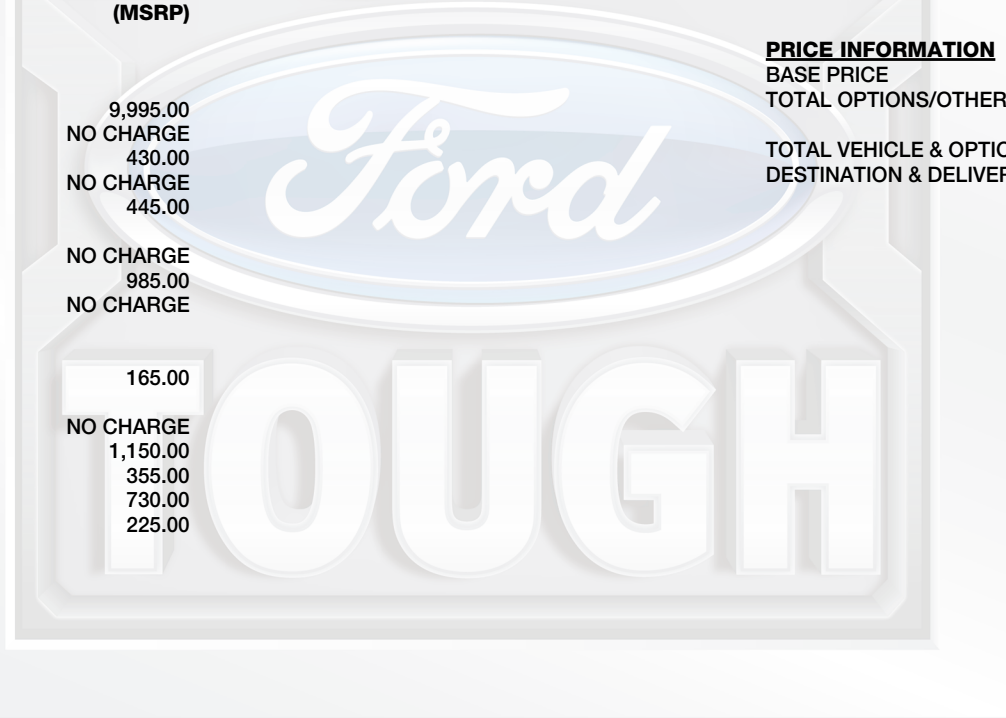 (MSRP)
9,995.00
NO CHARGE
430.00
NO CHARGE
445.00
NO CHARGE
985.00
NO CHARGE
165.00
NO CHARGE
1,150.00
355.00
730.00
225.00
PRICE INFORMATION
BASE PRICE
TOTAL OPTIONS/OTHER
TOTAL VEHICLE & OPTIO
DESTINATION & DELIVER
Ford
TOUGH